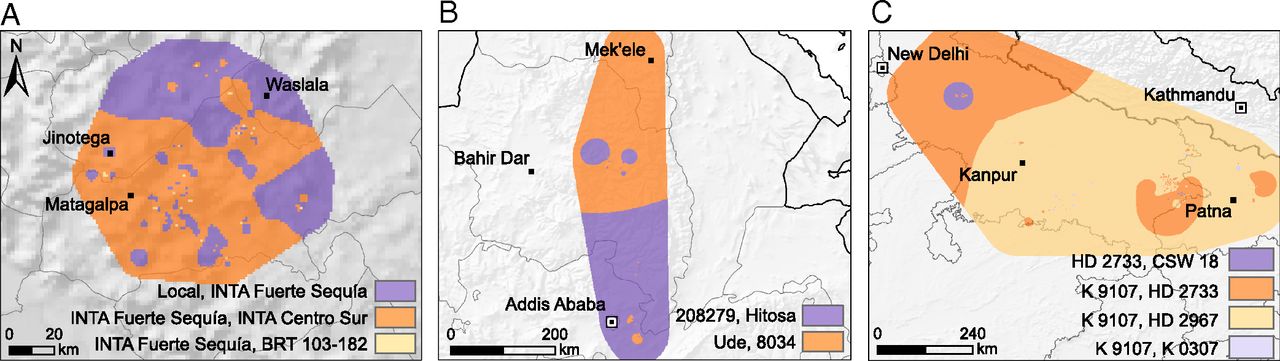 A
N
Waslala
Jinotega
Matagalpa
Local, INTA Fuerte Sequía
INTA Fuerte Sequía, INTA Centro Sur
INTA Fuerte Sequía, BRT 103-182
0 20
km
B
Mek'ele
Bahir Dar
Addis Ababa
208279, Hitosa
Ude, 8034
0 200
km
C
New Delhi
Kathmandu
Kanpur
Patna
HD 2733, CSW 18
K 9107, HD 2733
K 9107, HD 2967
K 9107, K 0307
0 240
km